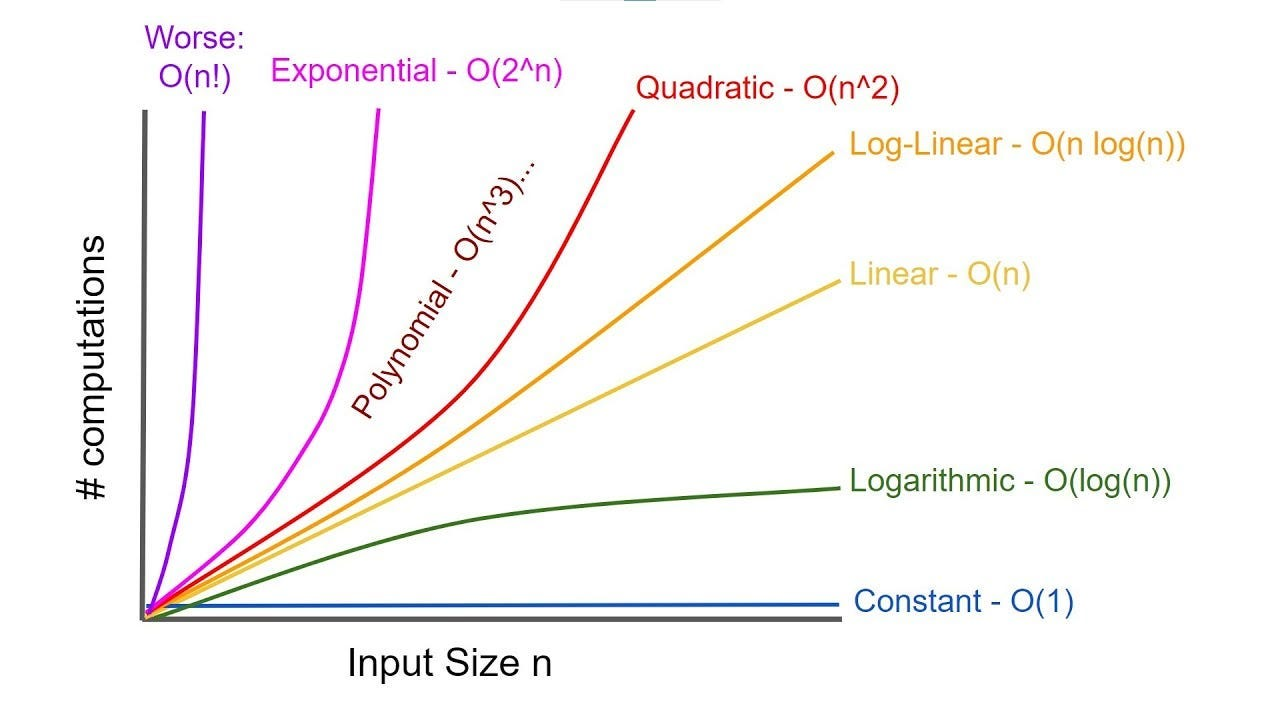 Worse:
O(n!)
Exponential - O(2^n)
Quadratic - O(n^2)
Log-Linear - O(n log(n))
Polynomial - O(n^3)...
Linear - O(n)
# computations
Logarithmic - O(log(n))
Constant - O(1)
Input Size n